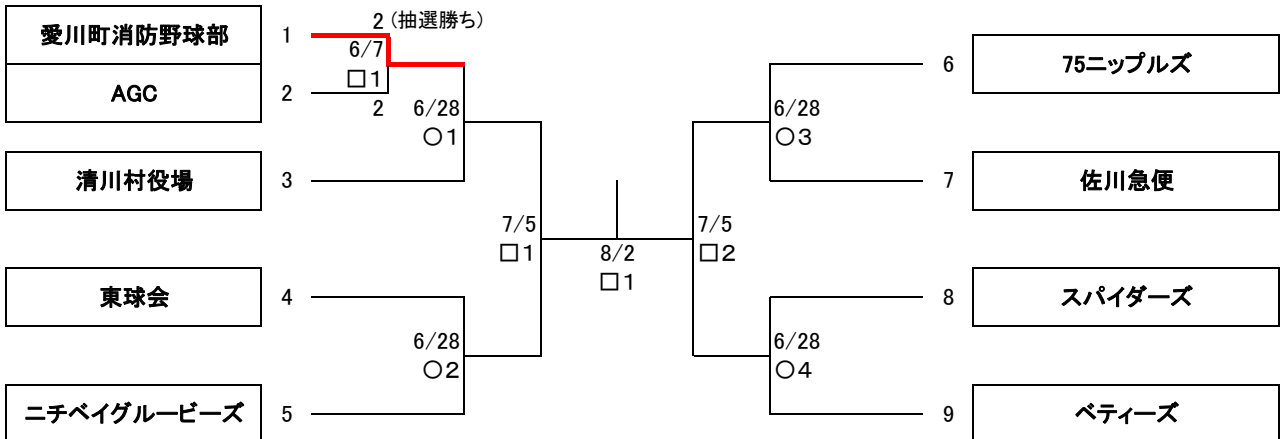 愛川町消防野球部
1
2 (抽選勝ち)
6/7
□1
AGC
2
2
6/28
○1
清川村役場
3
7/5
□1
東球会
4
6/28
○2
ニチベイグルービーズ
5
8/2
□1
6
75ニップルズ
6/28
○3
7
佐川急便
7/5
□2
8
スパイダーズ
6/28
○4
9
ベティーズ